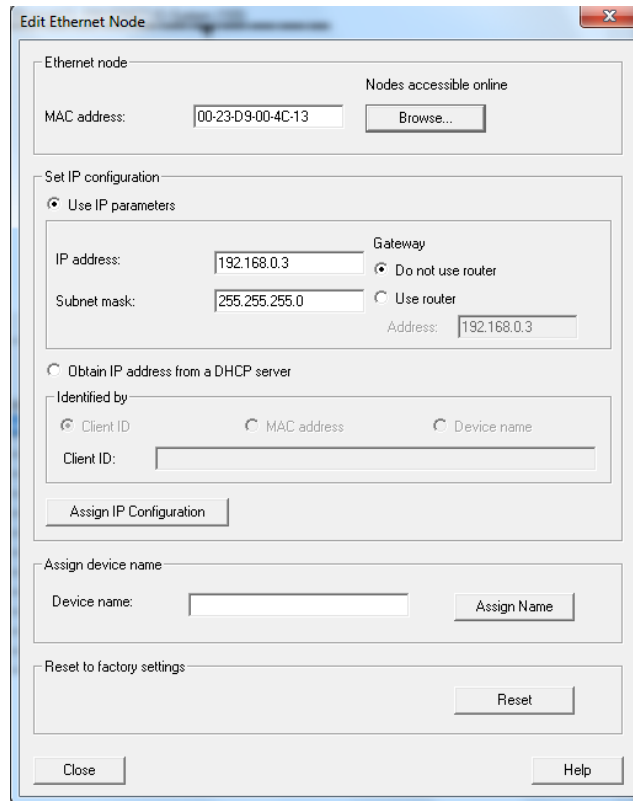 Edit Ethernet Node
Ethernet node
Nodes accessible online
MAC address: 00-23-D9-00-4C-13 Browse...
Set IP configuration
Use IP parameters
Gateway
IP address: 192.168.0.3 Do not use router
Subnet mask: 255.255.255.0 Use router
Address: 192.168.0.3
Obtain IP address from a DHCP server
Identified by
Client ID MAC address Device name
Client ID:
Assign IP Configuration
Assign device name
Device name: Assign Name
Reset to factory settings
Reset
Close Help